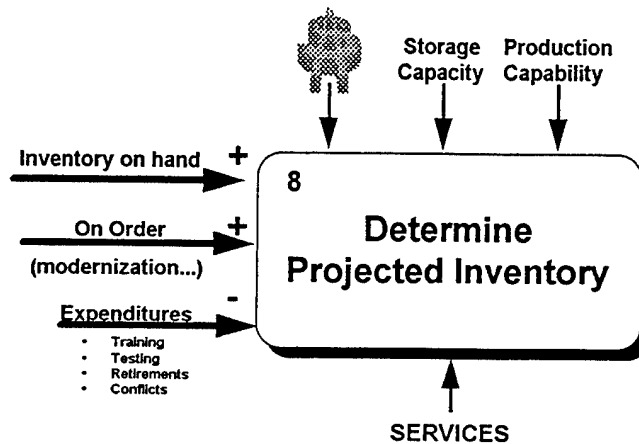 Storage
Capacity
Production
Capability
Inventory on hand
+
8
On Order
+
(modernization...)
Determine
Projected Inventory
Expenditures
-
• Training
• Testing
• Retirements
• Conflicts
SERVICES